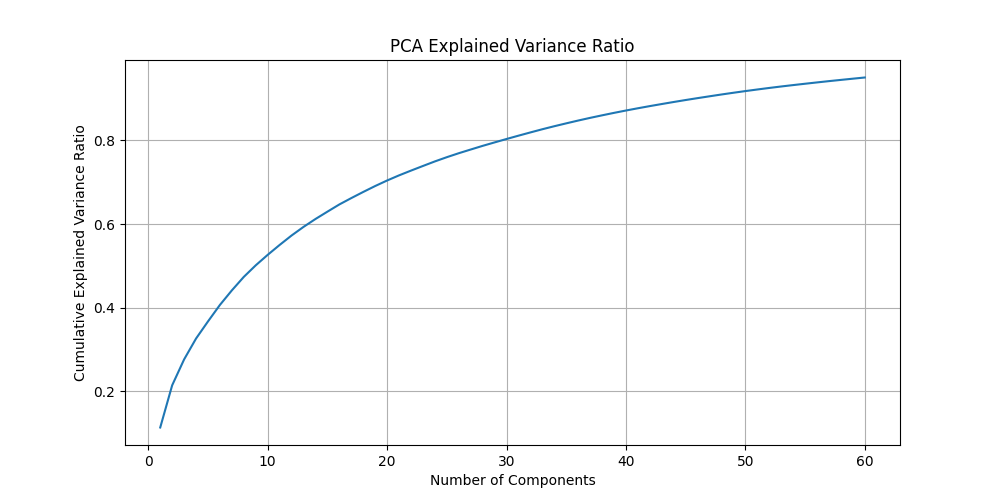 PCA Explained Variance Ratio
Cumulative Explained Variance Ratio
0.8
0.6
0.4
0.2
0 10 20 30 40 50 60
Number of Components